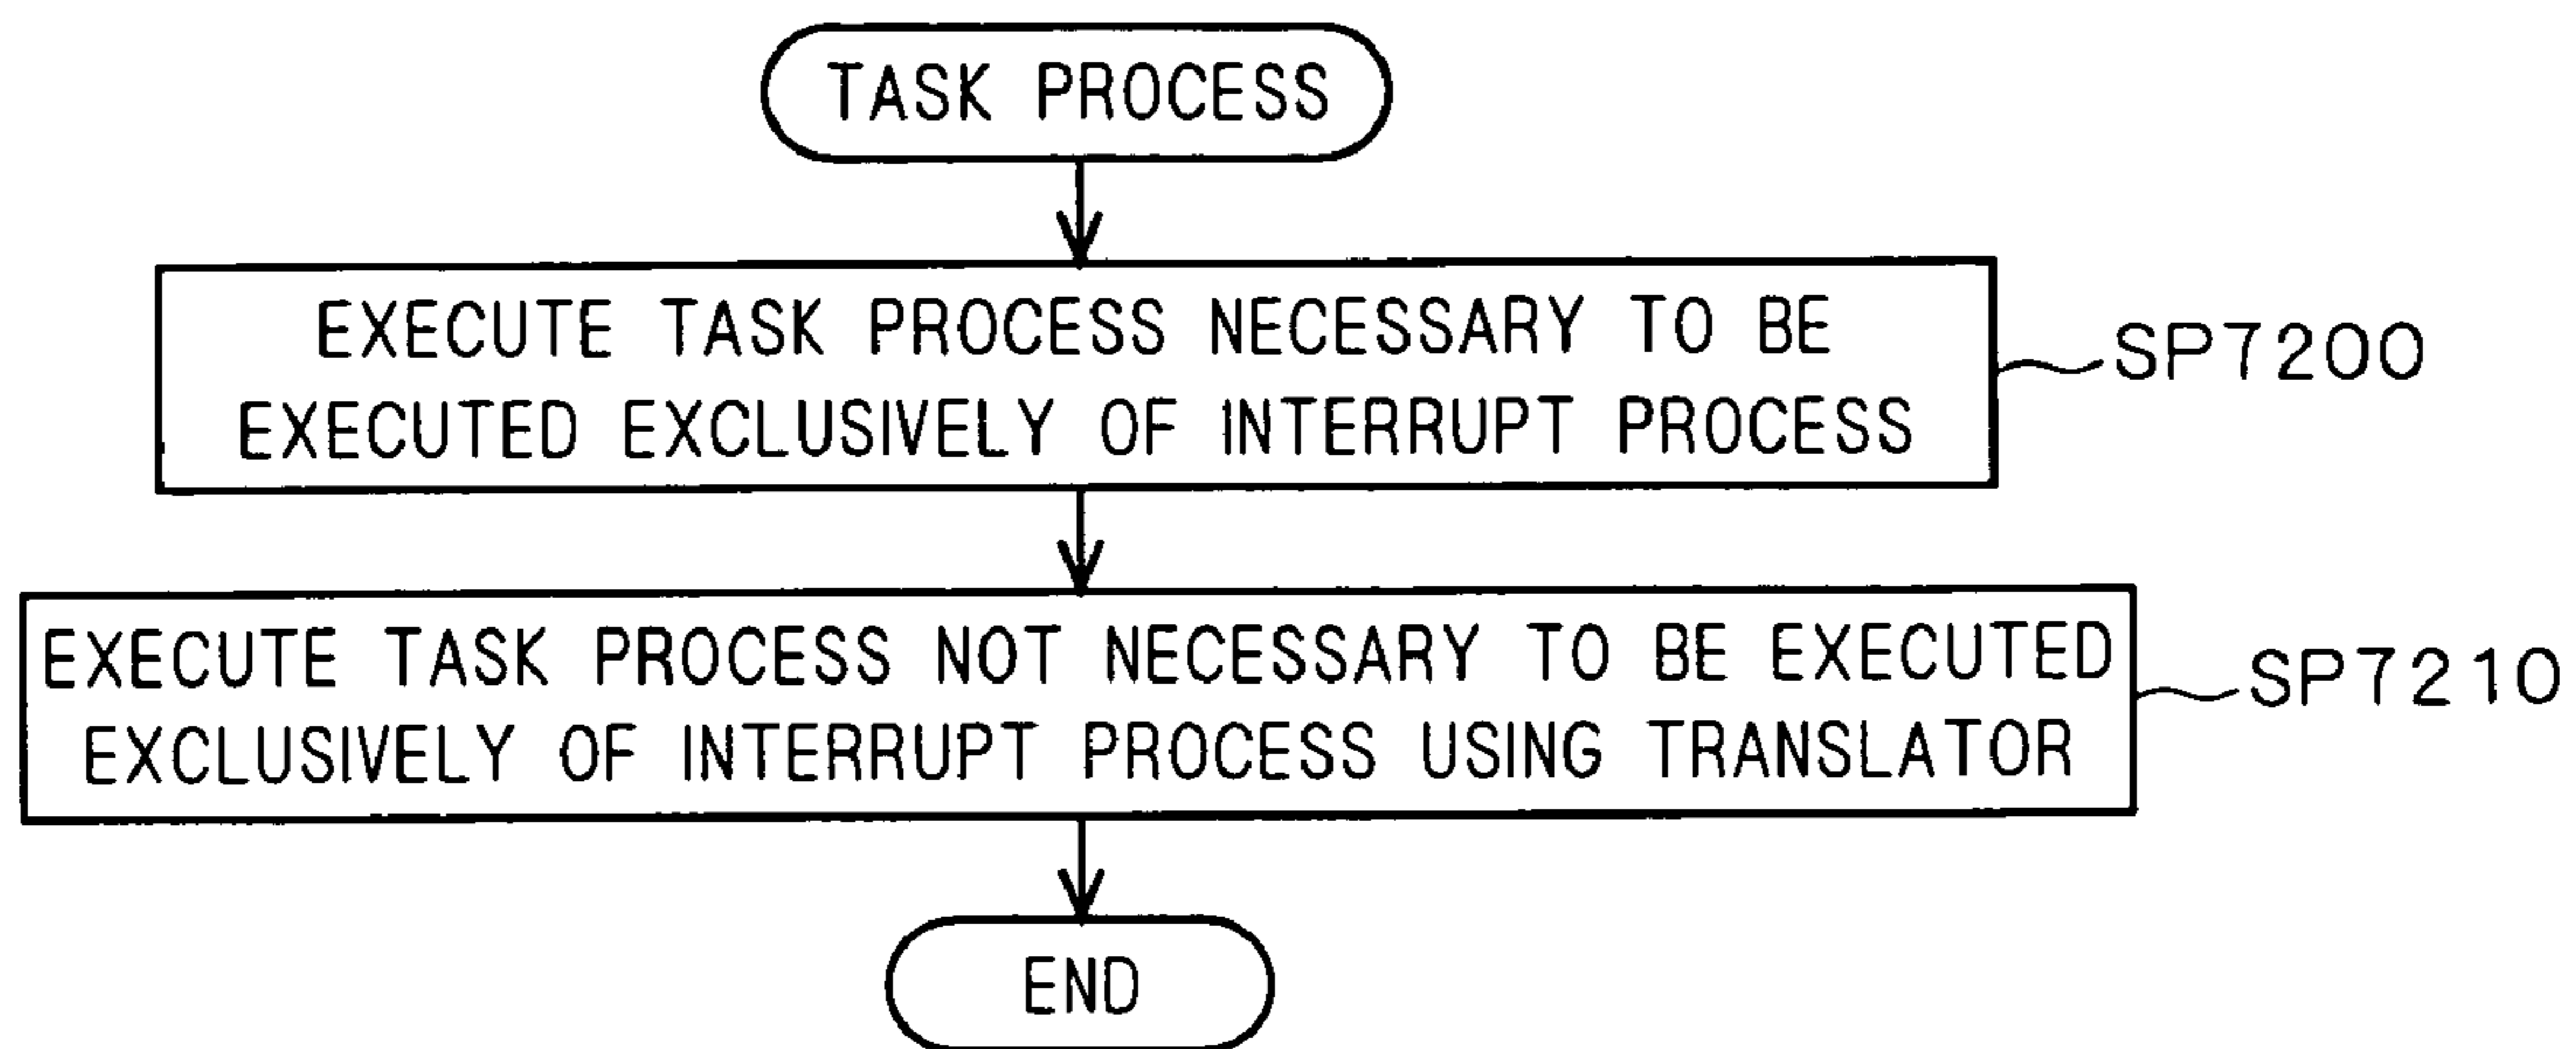 TASK PROCESS
EXECUTE TASK PROCESS NECESSARY TO BE
EXECUTED EXCLUSIVELY OF INTERRUPT PROCESS
SP7200
EXECUTE TASK PROCESS NOT NECESSARY TO BE EXECUTED
EXCLUSIVELY OF INTERRUPT PROCESS USING TRANSLATOR
SP7210
END